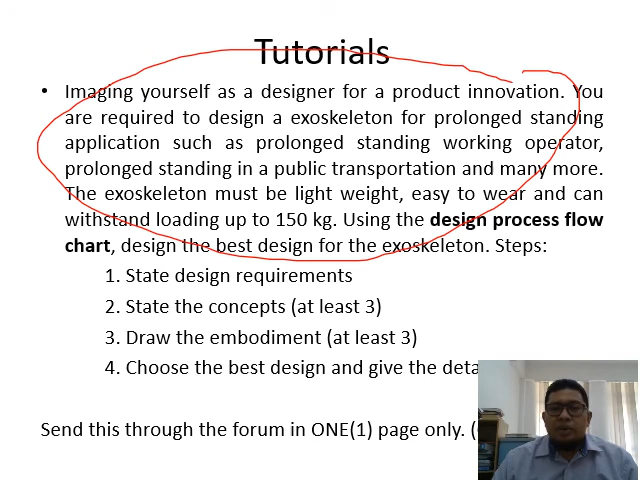 Tutorials
• Imaging yourself as a designer for a product innovation. You
are required to design a exoskeleton for prolonged standing
application such as prolonged standing working operator,
prolonged standing in a public transportation and many more.
The exoskeleton must be light weight, easy to wear and can
withstand loading up to 150 kg. Using the design process flow
chart, design the best design for the exoskeleton. Steps:
1. State design requirements
2. State the concepts (at least 3)
3. Draw the embodiment (at least 3)
4. Choose the best design and give the deta
Send this through the forum in ONE(1) page only. (